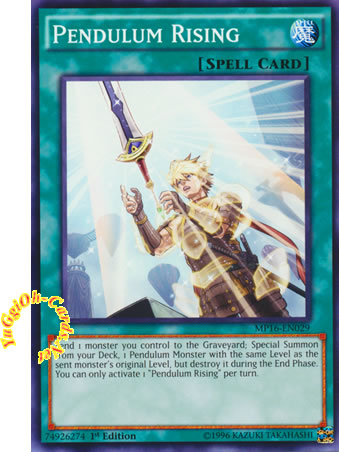 PENDULUM RISING
[SPELL CARD]
MP16-EN029
end 1 monster you control to the Graveyard; Special Summon
from your Deck, 1 Pendulum Monster with the same Level as the
sent monster's original Level, but destroy it during the End Phase.
You can only activate 1 "Pendulum Rising" per turn.
74926274 1st Edition
©1996 KAZUKI TAKAHASHI